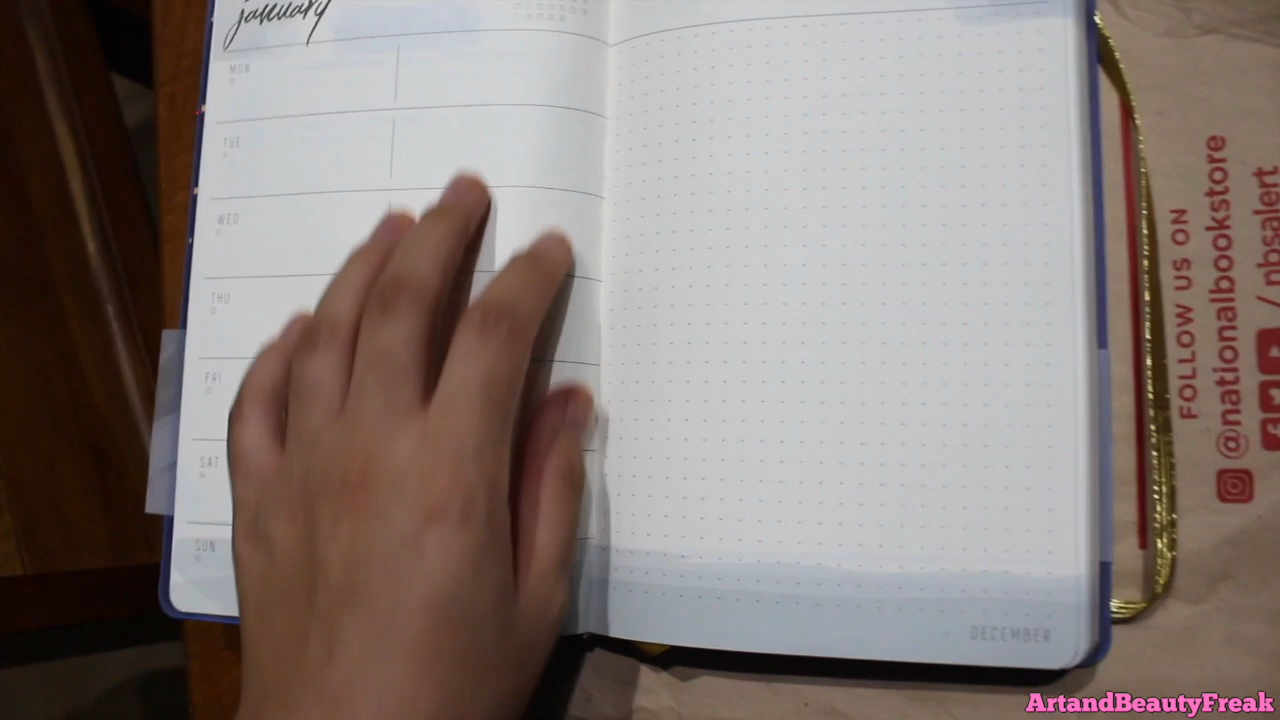 january
MON
TUE
WED
THU
FRI
SAT
SUN
DECEMBER
FOLLOW US ON
@nationalbookstore
/ nbsalert
ArtandBeautyFreak